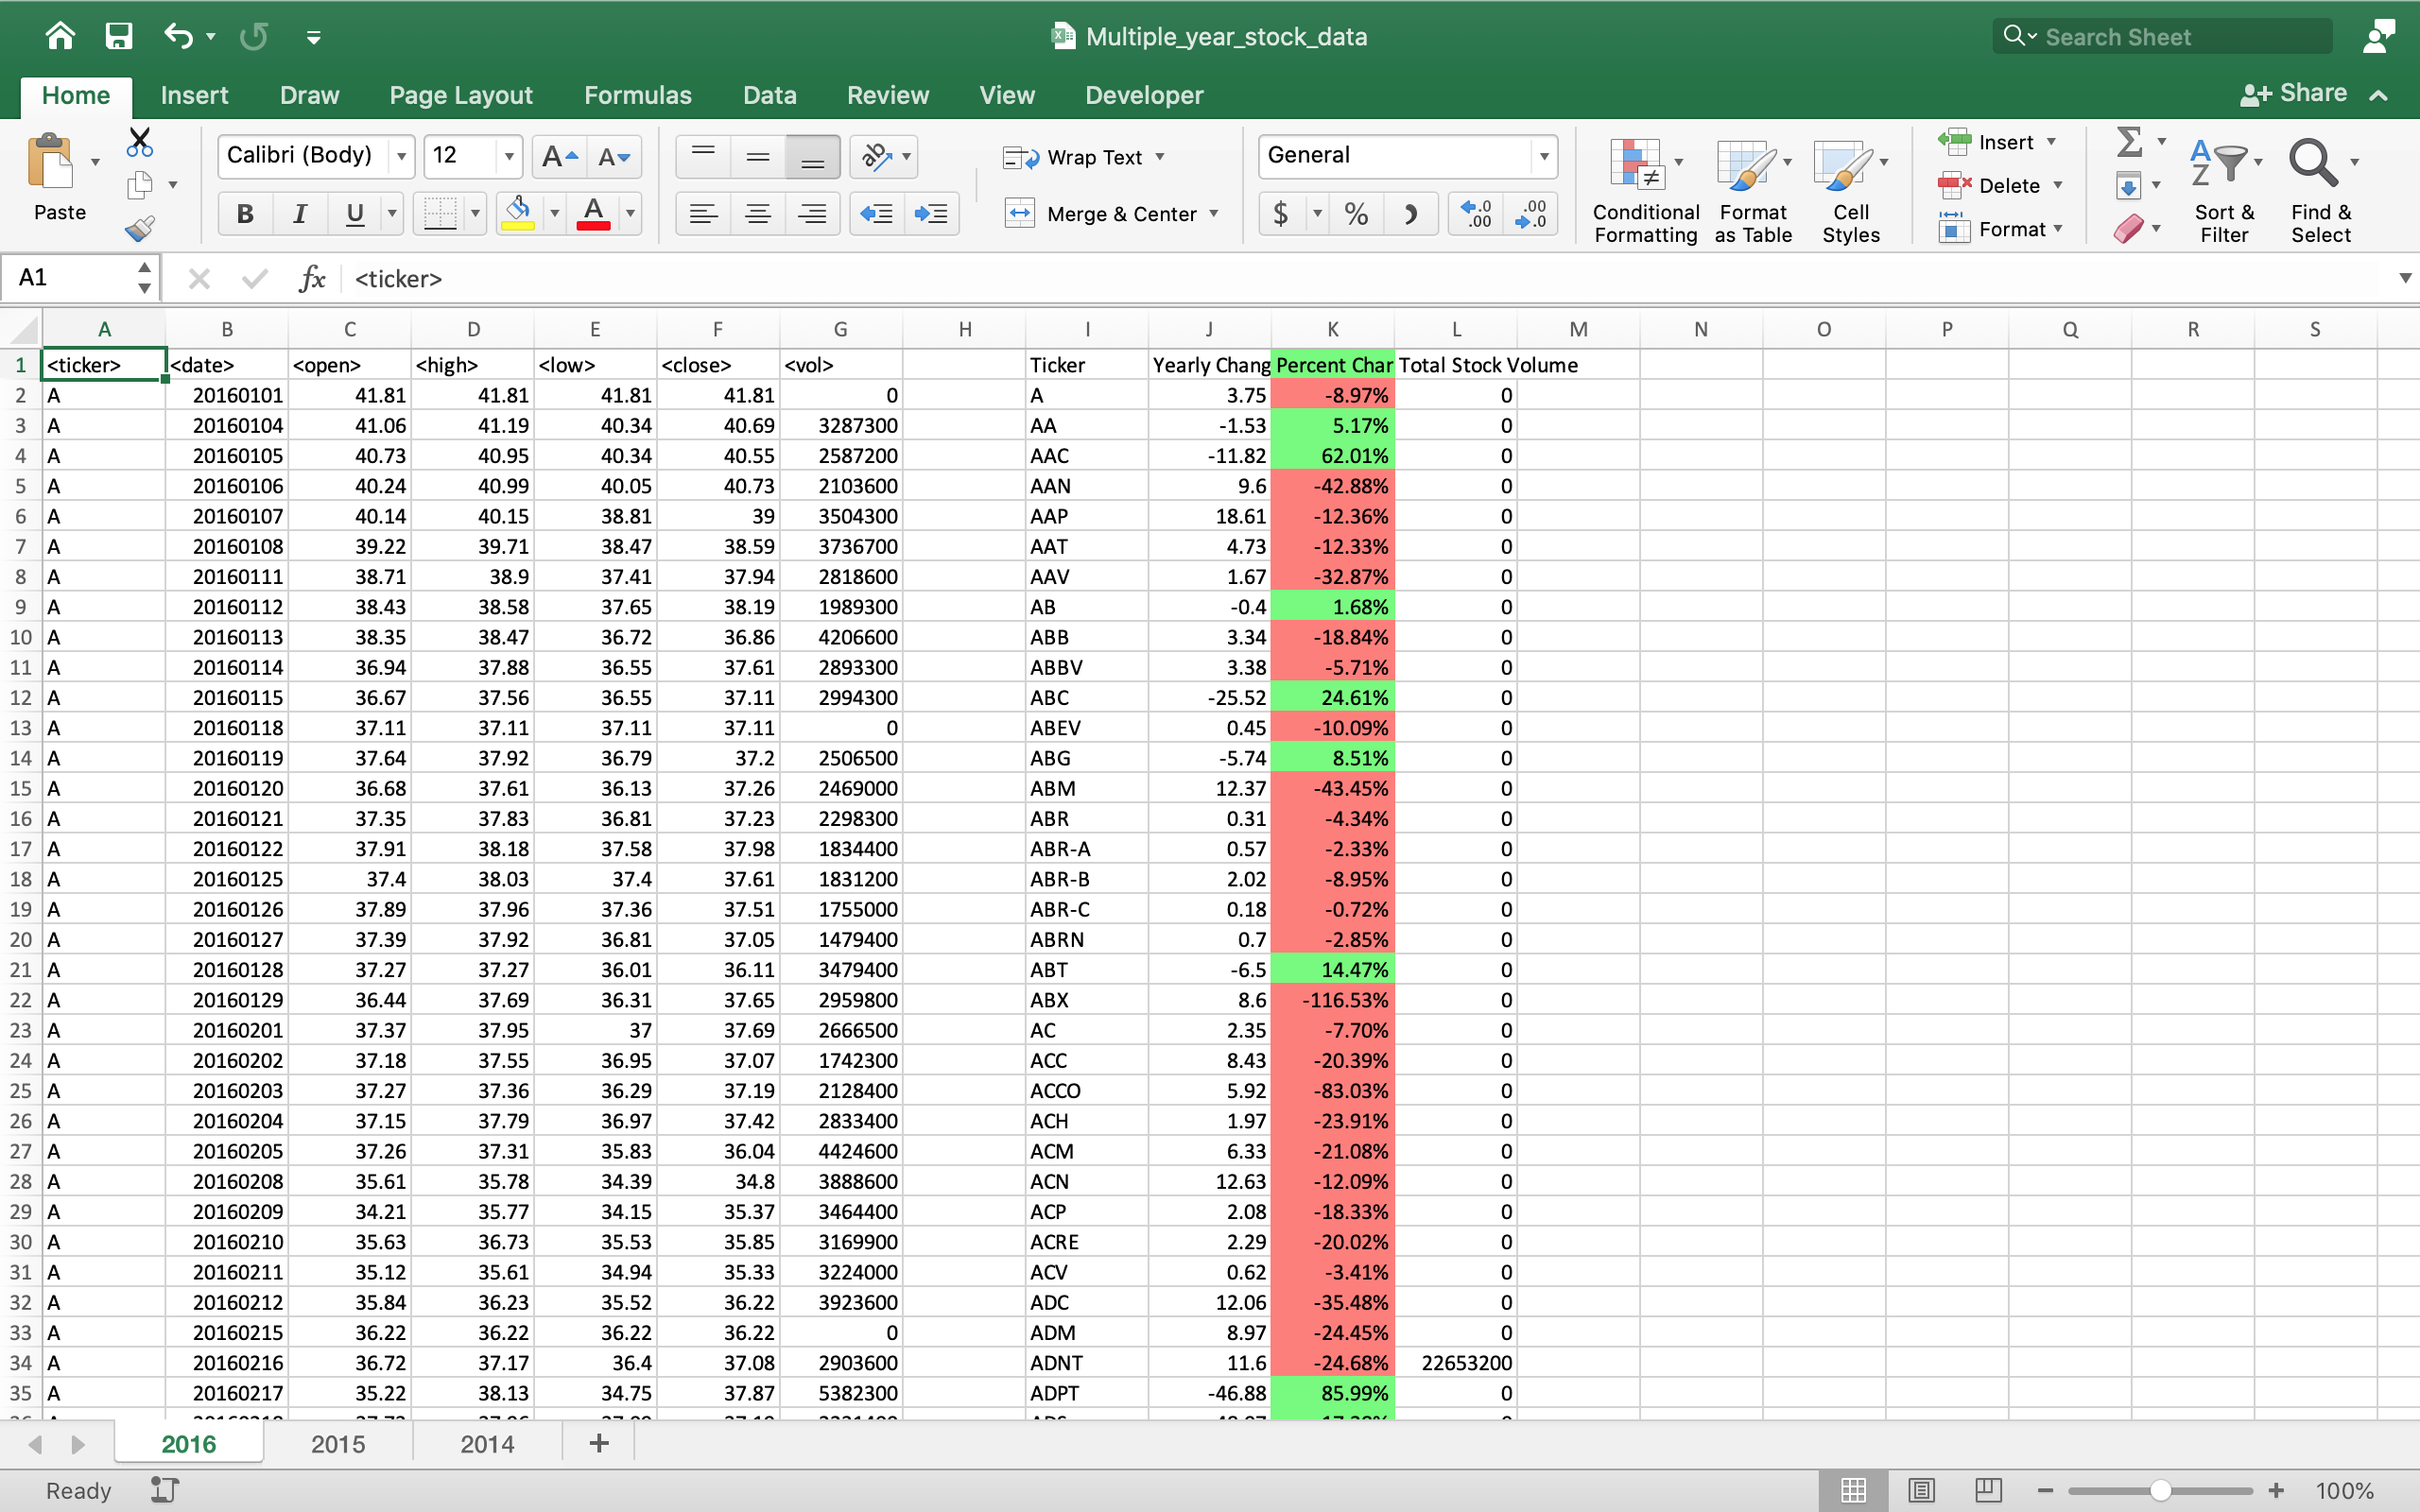 Multiple_year_stock_data
Search Sheet
Home Insert Draw Page Layout Formulas Data Review View Developer Share
Paste Calibri (Body) 12 Wrap Text General Insert
Delete
B I U Merge & Center $ % Conditional Formatting Format as Table Cell Styles Format Sort & Filter Find & Select
A1 fx <ticker>
A B C D E F G H I J K L M N O P Q R S
1 <ticker> <date> <open> <high> <low> <close> <vol> Ticker Yearly Chang Percent Char Total Stock Volume
2 A 20160101 41.81 41.81 41.81 41.81 0 A 3.75 -8.97% 0
3 A 20160104 41.06 41.19 40.34 40.69 3287300 AA -1.53 5.17% 0
4 A 20160105 40.73 40.95 40.34 40.55 2587200 AAC -11.82 62.01% 0
5 A 20160106 40.24 40.99 40.05 40.73 2103600 AAN 9.6 -42.88% 0
6 A 20160107 40.14 40.15 38.81 39 3504300 AAP 18.61 -12.36% 0
7 A 20160108 39.22 39.71 38.47 38.59 3736700 AAT 4.73 -12.33% 0
8 A 20160111 38.71 38.9 37.41 37.94 2818600 AAV 1.67 -32.87% 0
9 A 20160112 38.43 38.58 37.65 38.19 1989300 AB -0.4 1.68% 0
10 A 20160113 38.35 38.47 36.72 36.86 4206600 ABB 3.34 -18.84% 0
11 A 20160114 36.94 37.88 36.55 37.61 2893300 ABBV 3.38 -5.71% 0
12 A 20160115 36.67 37.56 36.55 37.11 2994300 ABC -25.52 24.61% 0
13 A 20160118 37.11 37.11 37.11 37.11 0 ABEV 0.45 -10.09% 0
14 A 20160119 37.64 37.92 36.79 37.2 2506500 ABG -5.74 8.51% 0
15 A 20160120 36.68 37.61 36.13 37.26 2469000 ABM 12.37 -43.45% 0
16 A 20160121 37.35 37.83 36.81 37.23 2298300 ABR 0.31 -4.34% 0
17 A 20160122 37.91 38.18 37.58 37.98 1834400 ABR-A 0.57 -2.33% 0
18 A 20160125 37.4 38.03 37.4 37.61 1831200 ABR-B 2.02 -8.95% 0
19 A 20160126 37.89 37.96 37.36 37.51 1755000 ABR-C 0.18 -0.72% 0
20 A 20160127 37.39 37.92 36.81 37.05 1479400 ABRN 0.7 -2.85% 0
21 A 20160128 37.27 37.27 36.01 36.11 3479400 ABT -6.5 14.47% 0
22 A 20160129 36.44 37.69 36.31 37.65 2959800 ABX 8.6 -116.53% 0
23 A 20160201 37.37 37.95 37 37.69 2666500 AC 2.35 -7.70% 0
24 A 20160202 37.18 37.55 36.95 37.07 1742300 ACC 8.43 -20.39% 0
25 A 20160203 37.27 37.36 36.29 37.19 2128400 ACCO 5.92 -83.03% 0
26 A 20160204 37.15 37.79 36.97 37.42 2833400 ACH 1.97 -23.91% 0
27 A 20160205 37.26 37.31 35.83 36.04 4424600 ACM 6.33 -21.08% 0
28 A 20160208 35.61 35.78 34.39 34.8 3888600 ACN 12.63 -12.09% 0
29 A 20160209 34.21 35.77 34.15 35.37 3464400 ACP 2.08 -18.33% 0
30 A 20160210 35.63 36.73 35.53 35.85 3169900 ACRE 2.29 -20.02% 0
31 A 20160211 35.12 35.61 34.94 35.33 3224000 ACV 0.62 -3.41% 0
32 A 20160212 35.84 36.23 35.52 36.22 3923600 ADC 12.06 -35.48% 0
33 A 20160215 36.22 36.22 36.22 36.22 0 ADM 8.97 -24.45% 0
34 A 20160216 36.72 37.17 36.4 37.08 2903600 ADNT 11.6 -24.68% 22653200
35 A 20160217 35.22 38.13 34.75 37.87 5382300 ADPT -46.88 85.99% 0
2016 2015 2014 +
Ready 100%